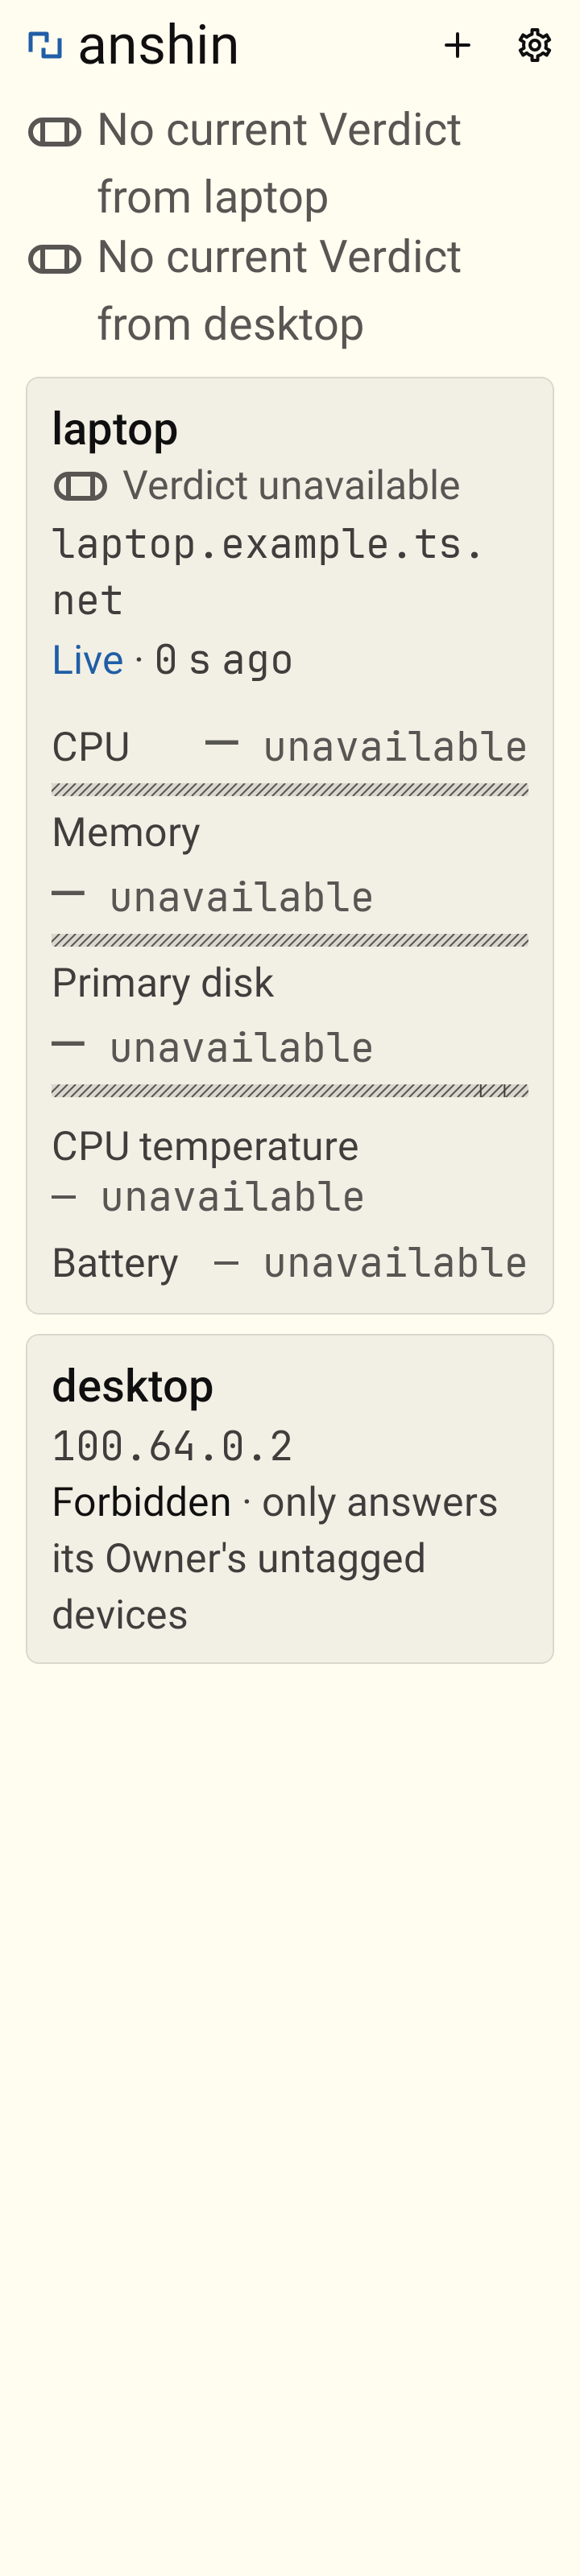 anshin
No current Verdict
from laptop
No current Verdict
from desktop
laptop
Verdict unavailable
laptop.example.ts.
net
Live · 0 s ago
CPU — unavailable
Memory
— unavailable
Primary disk
— unavailable
CPU temperature
— unavailable
Battery — unavailable
desktop
100.64.0.2
Forbidden · only answers
its Owner's untagged
devices